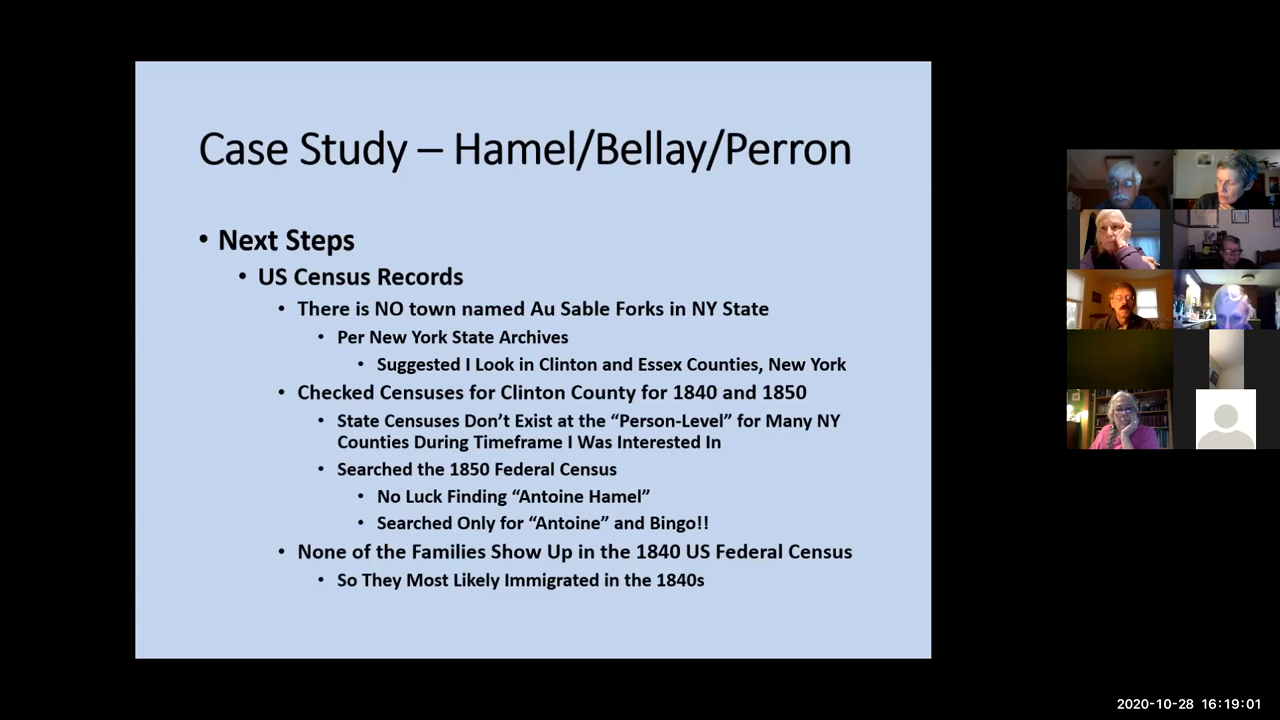 Case Study – Hamel/Bellay/Perron
• Next Steps
• US Census Records
• There is NO town named Au Sable Forks in NY State
• Per New York State Archives
• Suggested I Look in Clinton and Essex Counties, New York
• Checked Censuses for Clinton County for 1840 and 1850
• State Censuses Don’t Exist at the “Person-Level” for Many NY
Counties During Timeframe I Was Interested In
• Searched the 1850 Federal Census
• No Luck Finding “Antoine Hamel”
• Searched Only for “Antoine” and Bingo!!
• None of the Families Show Up in the 1840 US Federal Census
• So They Most Likely Immigrated in the 1840s
2020-10-28 16:19:01